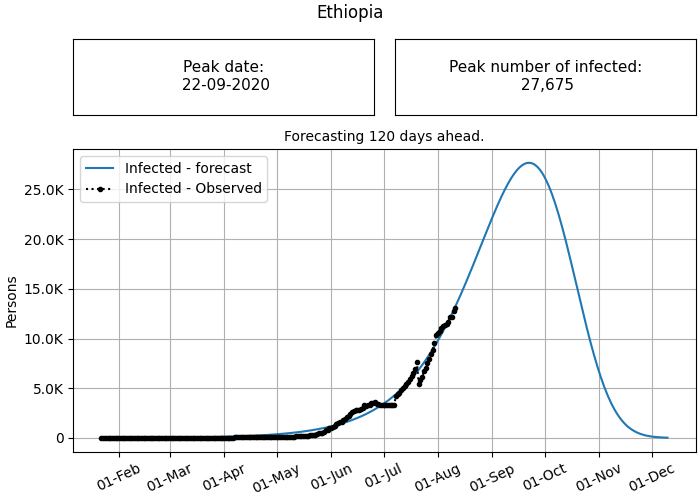 Ethiopia
Peak date:
22-09-2020
Peak number of infected:
27,675
Forecasting 120 days ahead.
Infected - forecast
Infected - Observed
Persons
25.0K
20.0K
15.0K
10.0K
5.0K
0
01-Feb
01-Mar
01-Apr
01-May
01-Jun
01-Jul
01-Aug
01-Sep
01-Oct
01-Nov
01-Dec